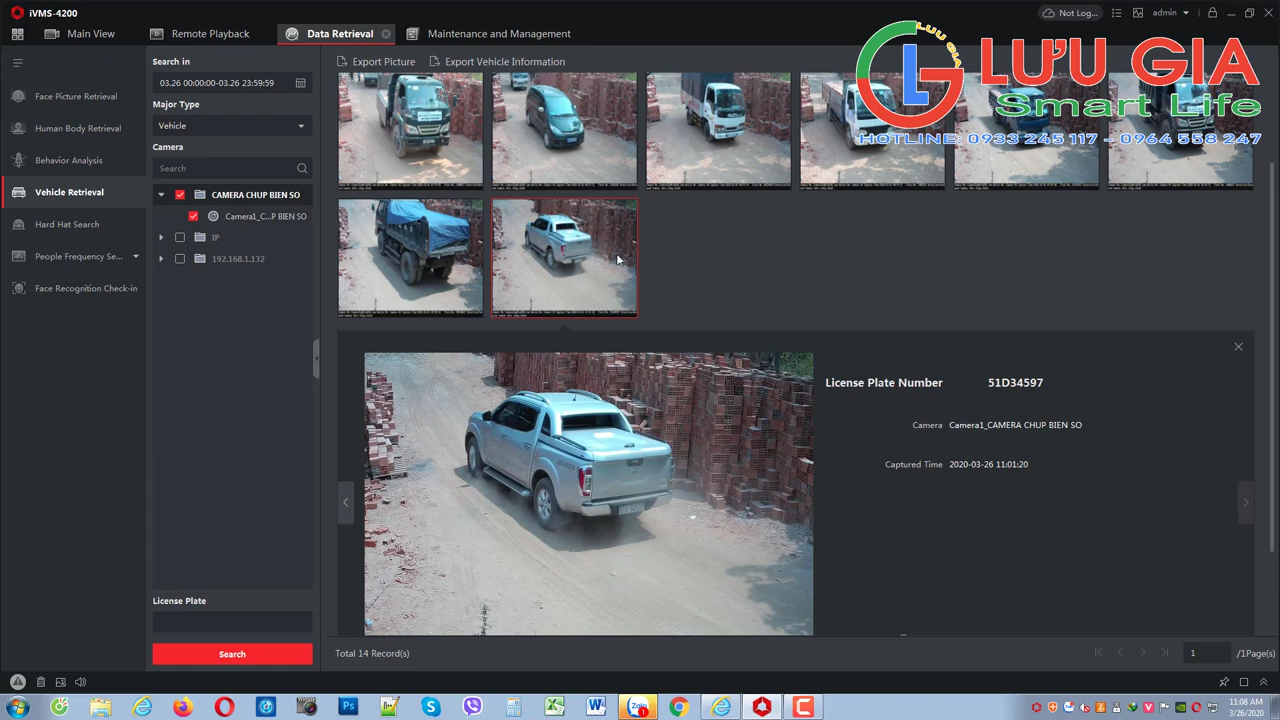 iVMS-4200
Not Log...
admin
Main View
Remote Playback
Data Retrieval
Maintenance and Management
LƯU GIA
LƯU GIA
Smart Life
HOTLINE: 0933 245 117 - 0964 558 247
Face Picture Retrieval
Human Body Retrieval
Behavior Analysis
Vehicle Retrieval
Hard Hat Search
People Frequency Se...
Face Recognition Check-in
Search in
03.26 00:00:00-03.26 23:59:59
Major Type
Vehicle
Camera
Search
CAMERA CHUP BIEN SO
Camera1_C...P BIEN SO
IP
192.168.1.132
License Plate
Search
Export Picture
Export Vehicle Information
License Plate Number 51D34597
Camera Camera1_CAMERA CHUP BIEN SO
Captured Time 2020-03-26 11:01:20
Total 14 Record(s)
1 /1Page(s)
Zalo
11:08 AM
3/26/2020